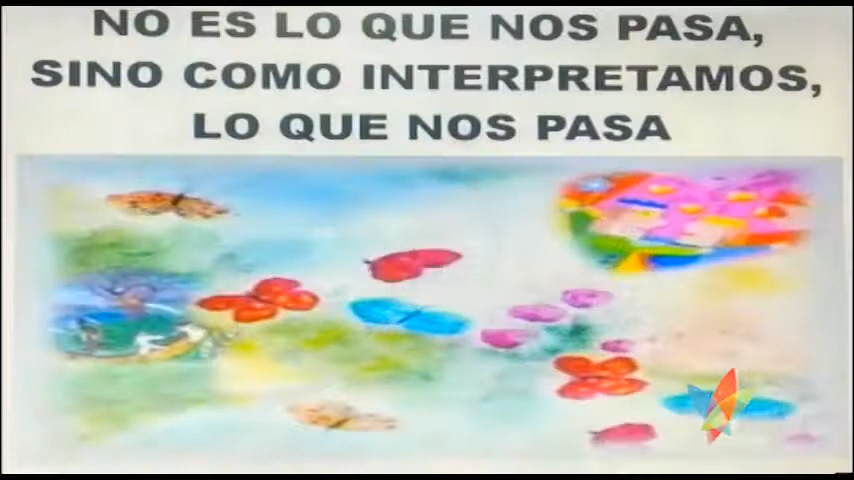 NO ES LO QUE NOS PASA,
SINO COMO INTERPRETAMOS,
LO QUE NOS PASA